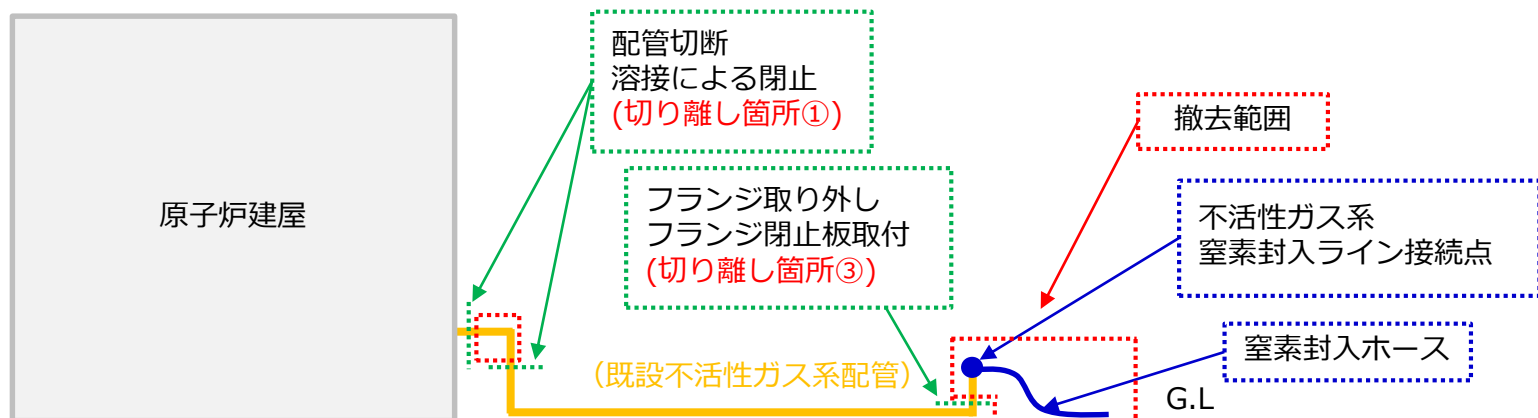 配管切断
溶接による閉止
(切り離し箇所①)
撤去範囲
フランジ取り外し
フランジ閉止板取付
(切り離し箇所③)
原子炉建屋
不活性ガス系
窒素封入ライン接続点
窒素封入ホース
（既設不活性ガス系配管）
G.L